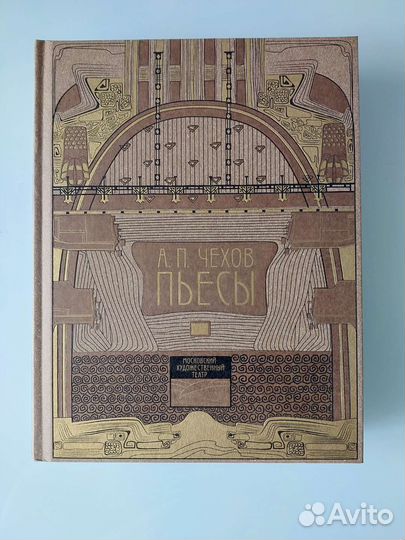 А. П. ЧЕХОВ
ПЬЕСЫ
МОСКОВСКИЙ
ХУДОЖЕСТВЕННЫЙ
ТЕАТР
Avito